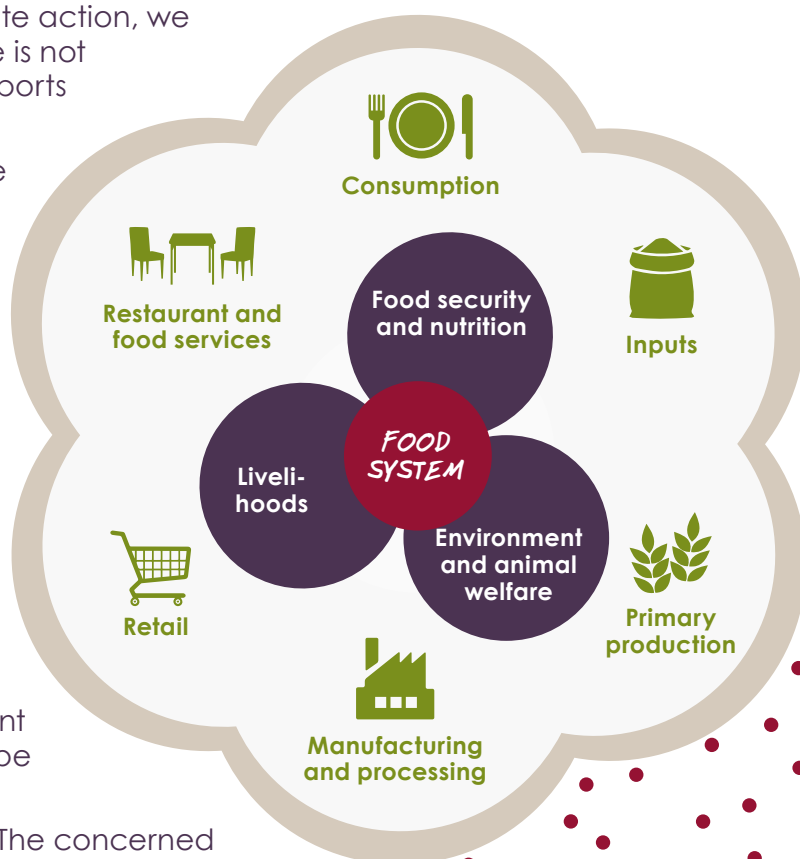 te action, we
e is not
ports
e
Consumption
Restaurant and
food services
Food security
and nutrition
Inputs
FOOD
SYSTEM
Liveli-
hoods
Environment
and animal
welfare
Retail
Primary
production
Manufacturing
and processing
nt
be
The concerned